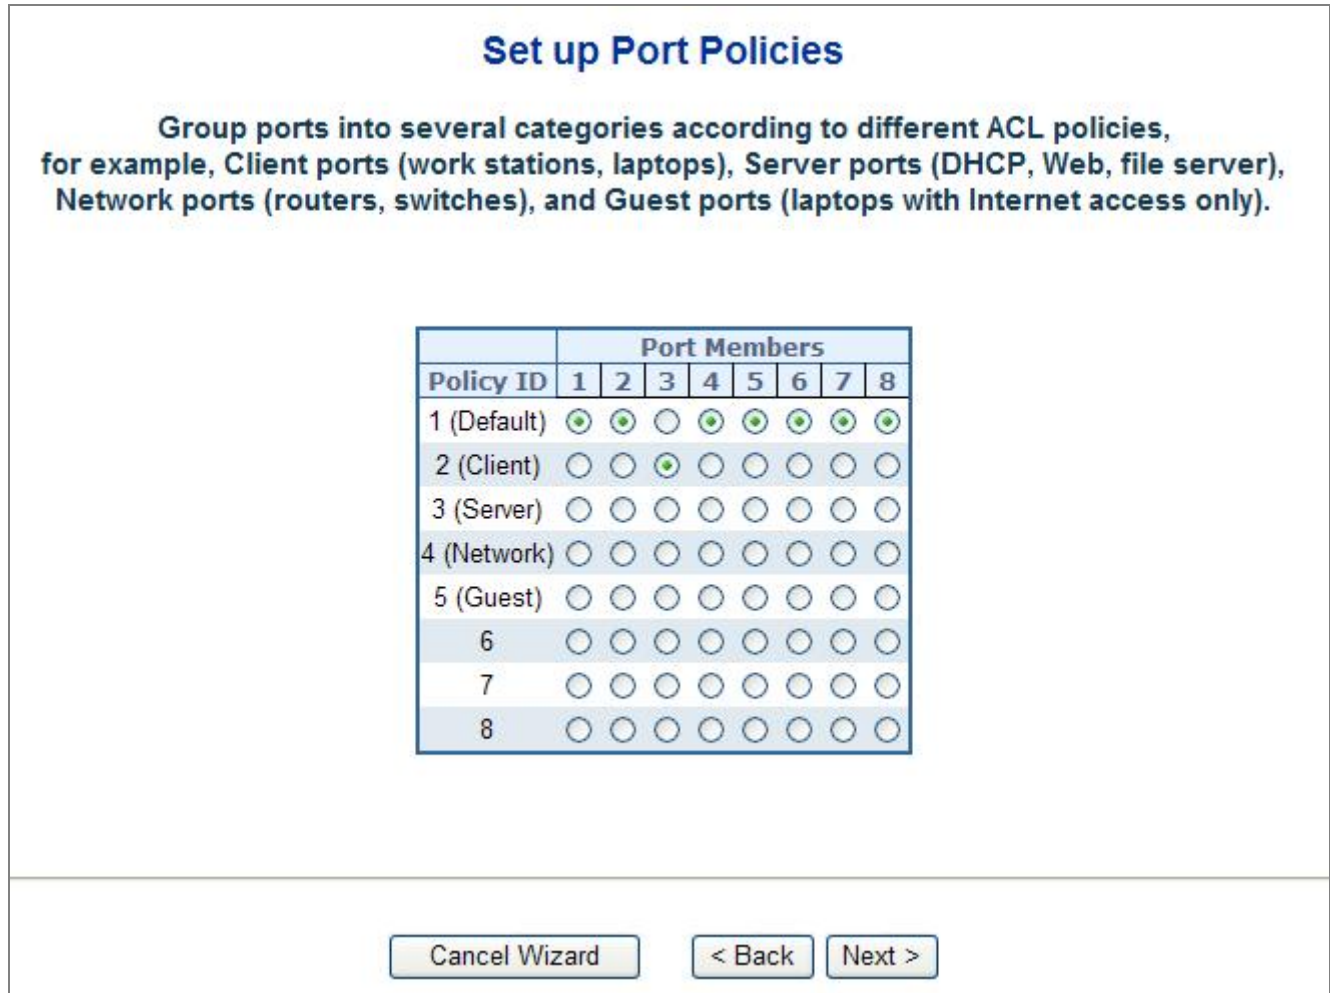 Set up Port Policies
Group ports into several categories according to different ACL policies,
for example, Client ports (work stations, laptops), Server ports (DHCP, Web, file server),
Network ports (routers, switches), and Guest ports (laptops with Internet access only).
Port Members
Policy ID 1 2 3 4 5 6 7 8
1 (Default)
2 (Client)
3 (Server)
4 (Network)
5 (Guest)
6
7
8
Cancel Wizard < Back Next >